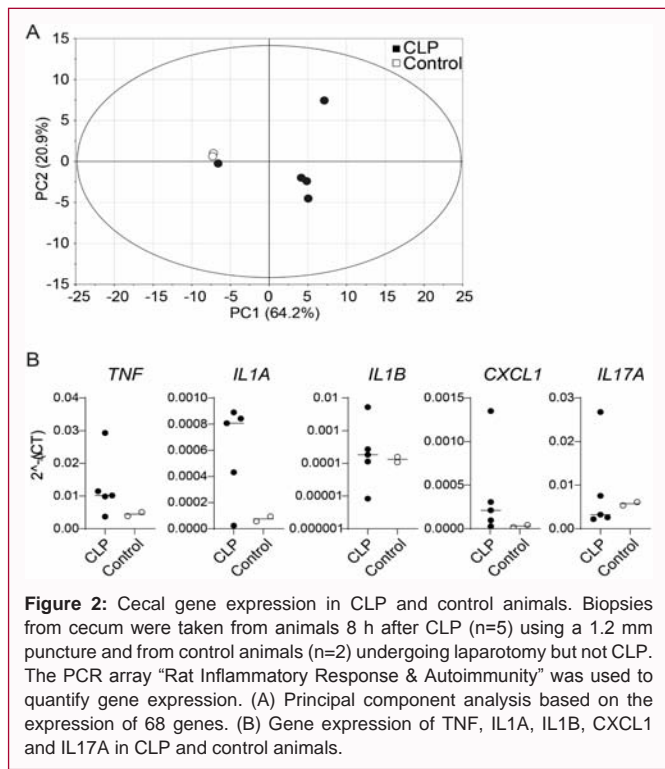 A
CLP
Control
15
10
5
0
-5
-10
-15
PC2 (20.9%)
-25 -20 -15 -10 -5 0 5 10 15 20 25
PC1 (64.2%)
B
TNF IL1A IL1B CXCL1 IL17A
2^-(ΔCT)
0.04
0.03
0.02
0.01
0.00
CLP Control
0.0010
0.0008
0.0006
0.0004
0.0002
0.0000
CLP Control
0.01
0.001
0.0001
0.00001
0.000001
CLP Control
0.0015
0.0010
0.0005
0.0000
CLP Control
0.03
0.02
0.01
0.00
CLP Control
Figure 2: Cecal gene expression in CLP and control animals. Biopsies
from cecum were taken from animals 8 h after CLP (n=5) using a 1.2 mm
puncture and from control animals (n=2) undergoing laparotomy but not CLP.
The PCR array “Rat Inflammatory Response & Autoimmunity” was used to
quantify gene expression. (A) Principal component analysis based on the
expression of 68 genes. (B) Gene expression of TNF, IL1A, IL1B, CXCL1
and IL17A in CLP and control animals.